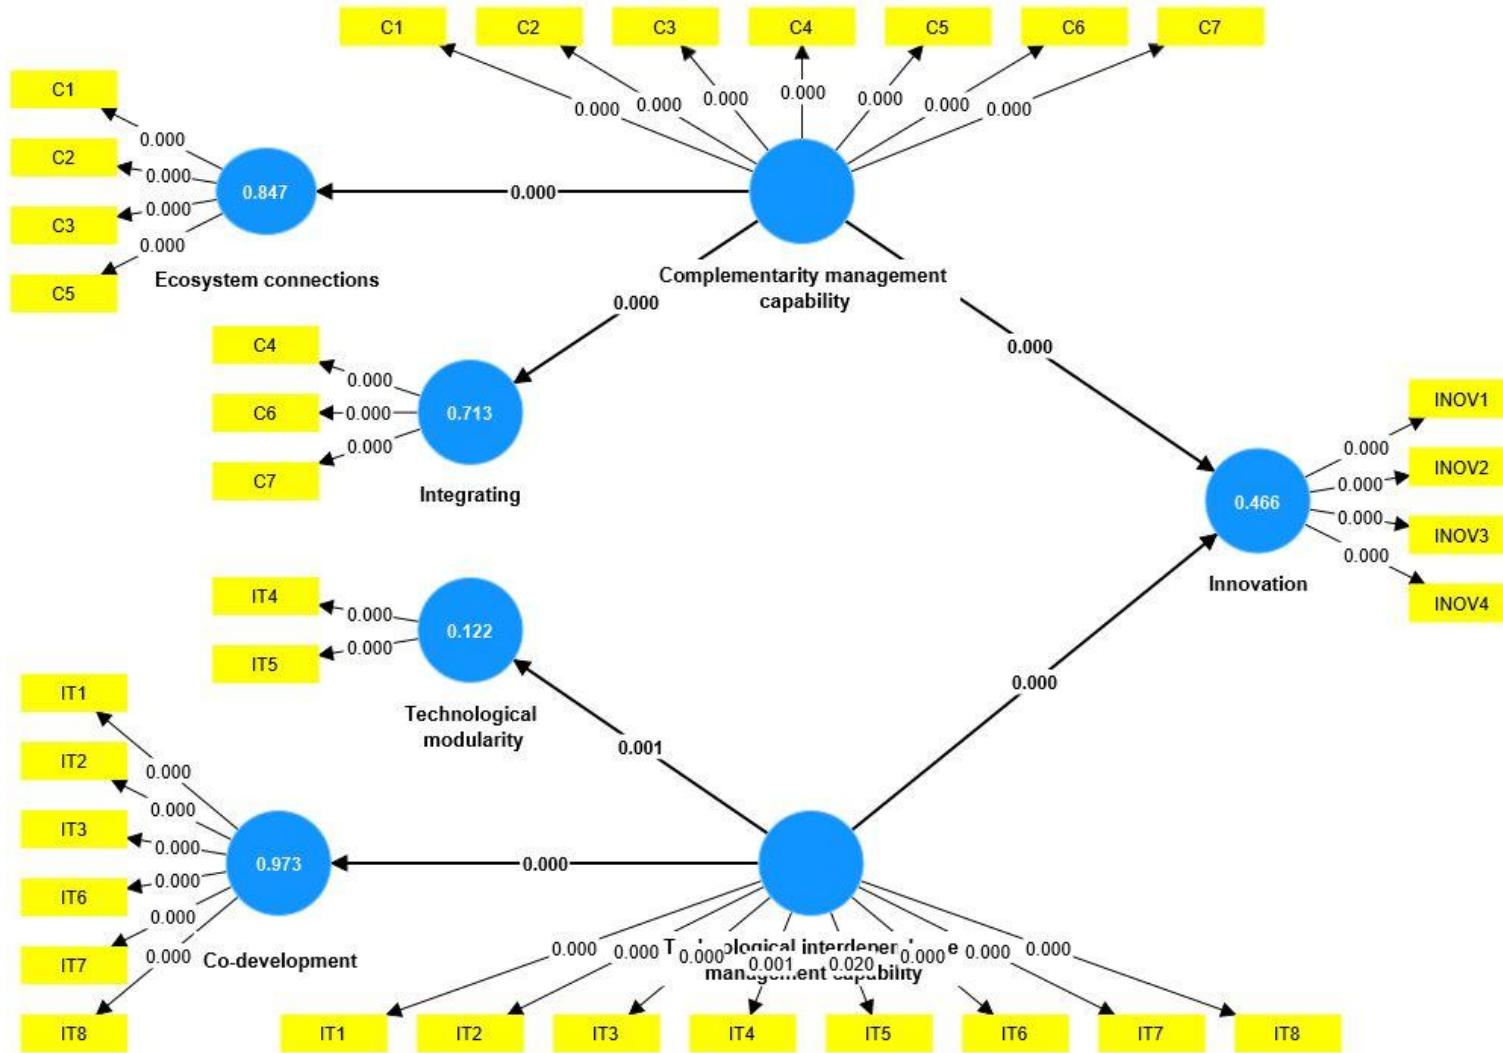 C1
C2
C3
C4
C5
C6
C7
0.000
0.000
0.000
0.000
0.000
0.000
0.000
C1
C2
C3
C5
0.000
0.000
0.000
0.000
0.847
Ecosystem connections
0.000
Complementarity management
capability
0.000
0.000
C4
C6
C7
0.000
0.000
0.000
0.713
Integrating
INOV1
INOV2
INOV3
INOV4
0.000
0.000
0.000
0.000
0.466
Innovation
IT4
IT5
0.000
0.000
0.122
Technological
modularity
0.001
0.000
IT1
IT2
IT3
IT6
IT7
IT8
0.000
0.000
0.000
0.000
0.000
0.000
0.973
Co-development
0.000
management capability
0.000
0.000
0.000
0.001
0.020
0.000
0.000
0.000
IT1
IT2
IT3
IT4
IT5
IT6
IT7
IT8